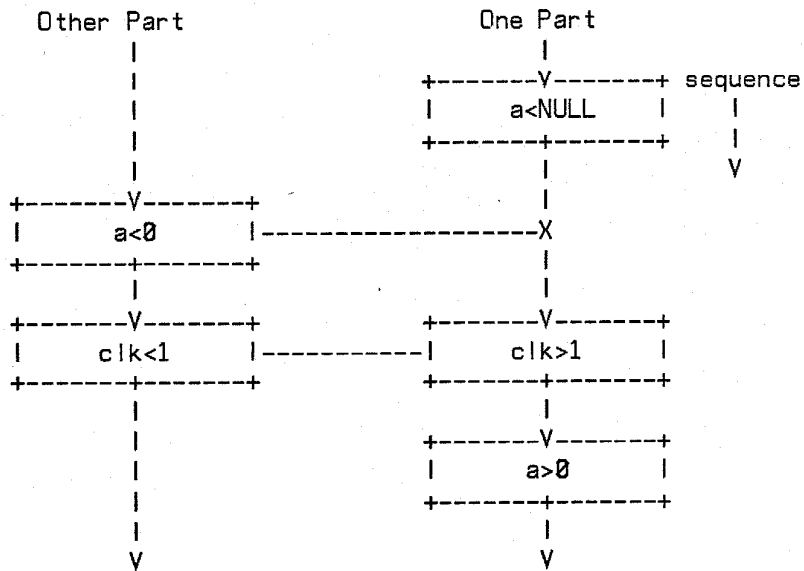 Other Part One Part
sequence
a<NULL
a<0
clk<1 clk>1
a>0